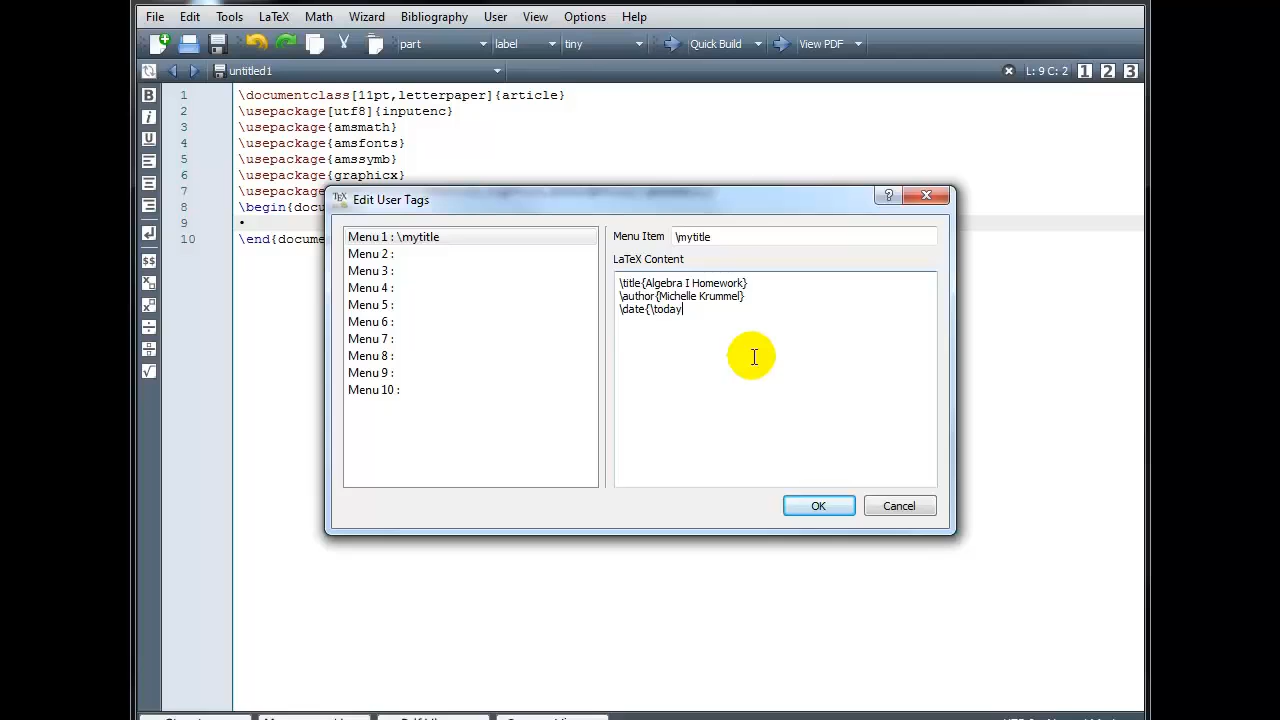 File Edit Tools LaTeX Math Wizard Bibliography User View Options Help
part label tiny Quick Build View PDF
untitled1 L: 9 C: 2 1 2 3
1 \documentclass[11pt,letterpaper]{article}
2 \usepackage[utf8]{inputenc}
3 \usepackage{amsmath}
4 \usepackage{amsfonts}
5 \usepackage{amssymb}
6 \usepackage{graphicx}
7 \usepackage
8 \begin{docu
9
10 \end{docume
B
i
U
$$
Edit User Tags
Menu 1 : \mytitle
Menu 2 :
Menu 3 :
Menu 4 :
Menu 5 :
Menu 6 :
Menu 7 :
Menu 8 :
Menu 9 :
Menu 10 :
Menu Item \mytitle
LaTeX Content
\title{Algebra I Homework}
\author{Michelle Krummel}
\date{\today
OK Cancel